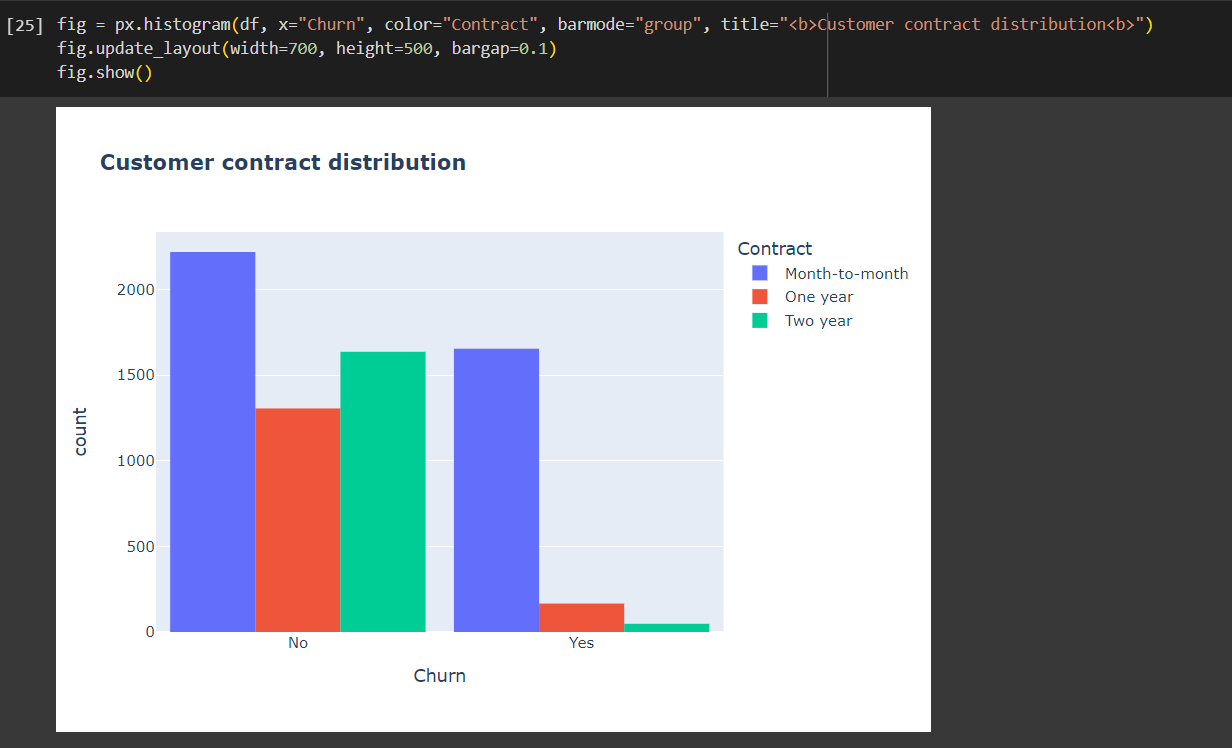 [25] fig = px.histogram(df, x="Churn", color="Contract", barmode="group", title="<b>Customer contract distribution<b>")
fig.update_layout(width=700, height=500, bargap=0.1)
fig.show()
Customer contract distribution
Contract
Month-to-month
One year
Two year
2000
1500
1000
500
0
count
No
Yes
Churn